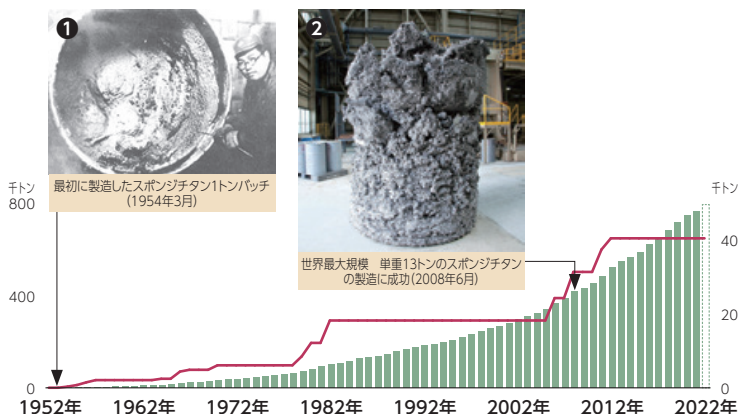 ❶
❷
最初に製造したスポンジチタン1トンバッチ
(1954年3月)
世界最大規模 単重13トンのスポンジチタン
の製造に成功(2008年6月)
千トン
800
400
0
千トン
40
20
0
1952年 1962年 1972年 1982年 1992年 2002年 2012年 2022年